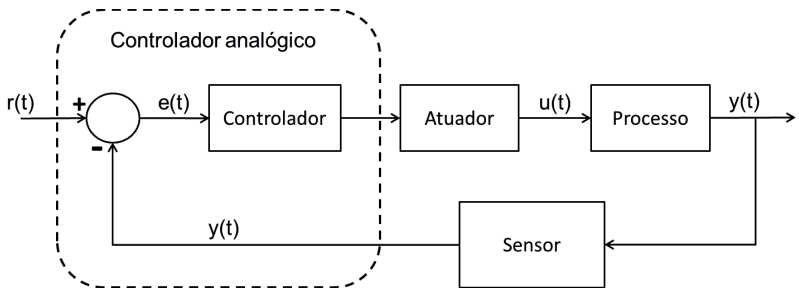 Controlador analógico
r(t)
+
e(t)
Controlador
Atuador
u(t)
Processo
y(t)
-
y(t)
Sensor